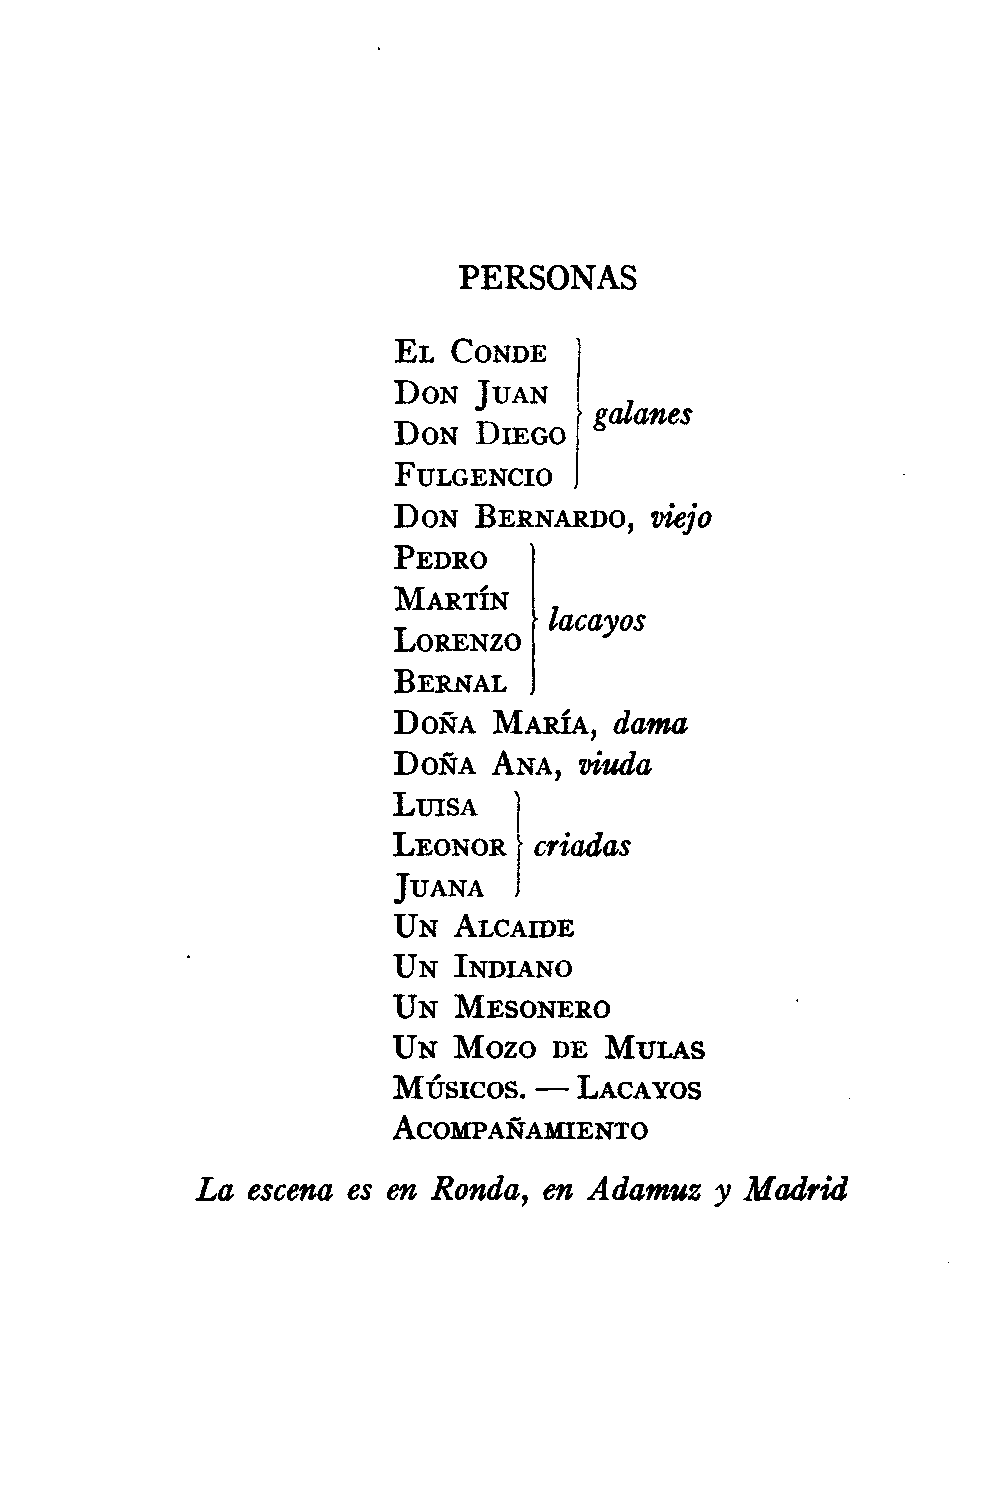 PERSONAS
El Conde
Don Juan
Don Diego
Fulgencio
galanes
Don Bernardo, viejo
Pedro
Martín
Lorenzo
Bernal
lacayos
Doña María, dama
Doña Ana, viuda
Luisa
Leonor
Juana
criadas
Un Alcaide
Un Indiano
Un Mesonero
Un Mozo de Mulas
Músicos. — Lacayos
Acompañamiento
La escena es en Ronda, en Adamuz y Madrid